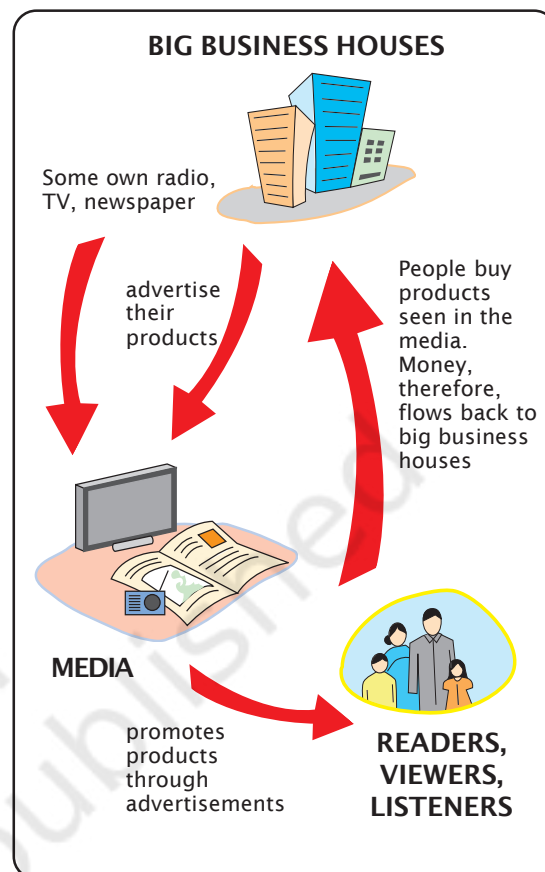 BIG BUSINESS HOUSES
Some own radio,
TV, newspaper
advertise
their
products
People buy
products
seen in the
media.
Money,
therefore,
flows back to
big business
houses
MEDIA
promotes
products
through
advertisements
READERS,
VIEWERS,
LISTENERS
published